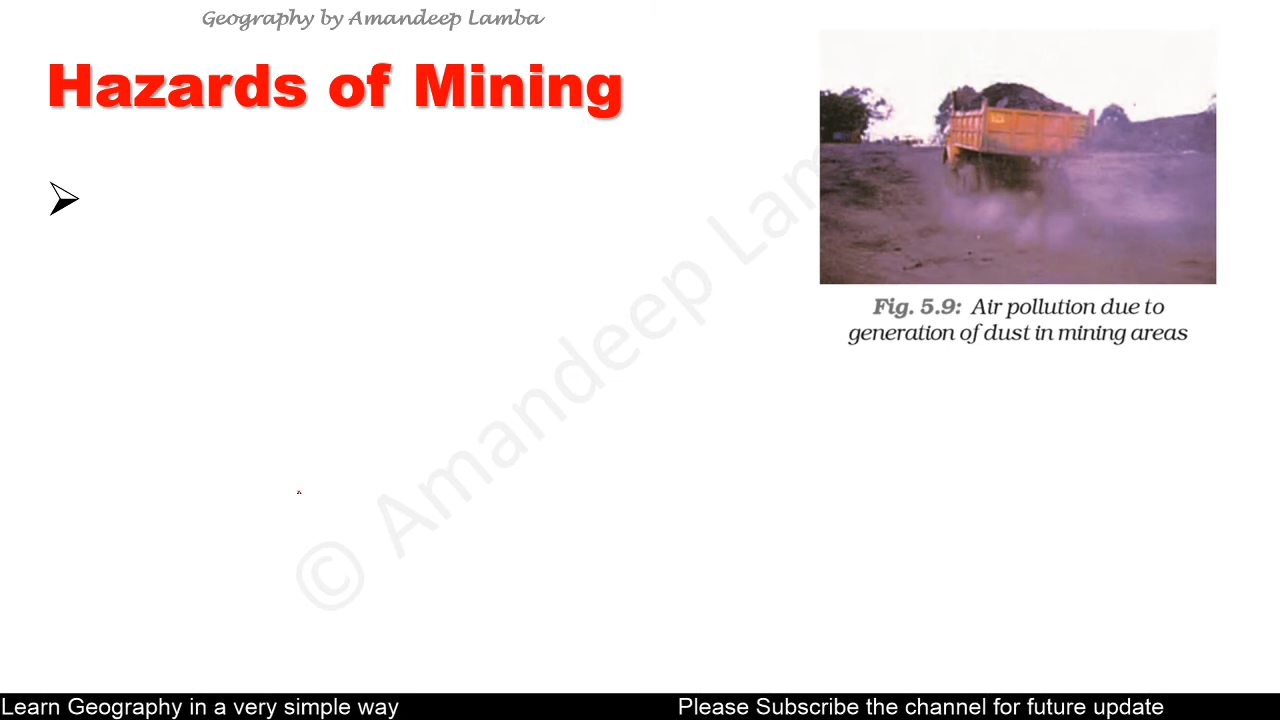 Geography by Amandeep Lamba
Hazards of Mining
© Amandeep Lam
Fig. 5.9: Air pollution due to
generation of dust in mining areas
Learn Geography in a very simple way
Please Subscribe the channel for future update